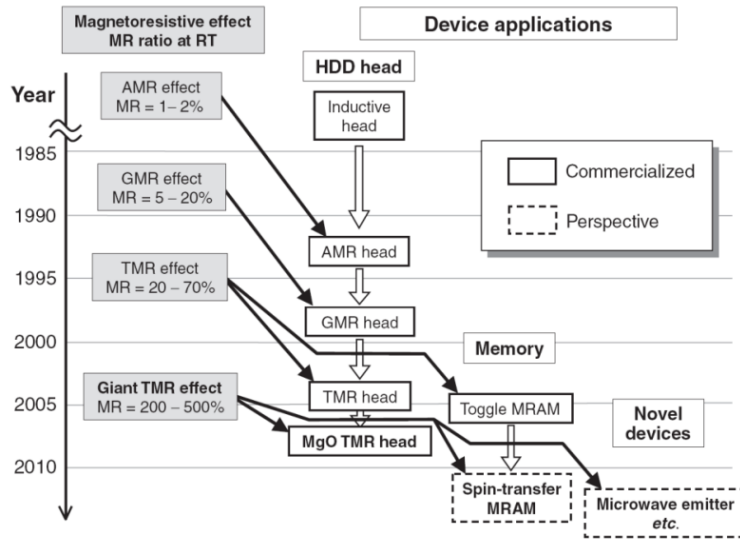 Magnetoresistive effect
MR ratio at RT
Device applications
HDD head
Year
AMR effect
MR = 1 – 2%
Inductive
head
1985
Commercialized
GMR effect
MR = 5 – 20%
1990
Perspective
AMR head
TMR effect
MR = 20 – 70%
1995
GMR head
2000
Memory
Giant TMR effect
MR = 200 – 500%
TMR head
2005
Toggle MRAM
Novel
devices
MgO TMR head
2010
Spin-transfer
MRAM
Microwave emitter
etc.